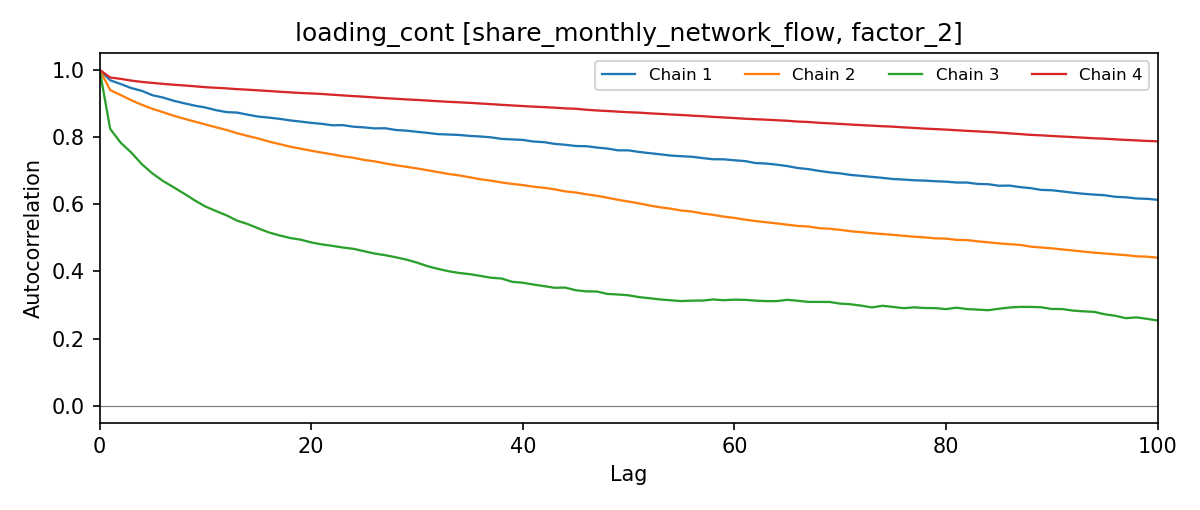 loading_cont [share_monthly_network_flow, factor_2]
Chain 1 Chain 2 Chain 3 Chain 4
Autocorrelation
1.0
0.8
0.6
0.4
0.2
0.0
0 20 40 60 80 100
Lag